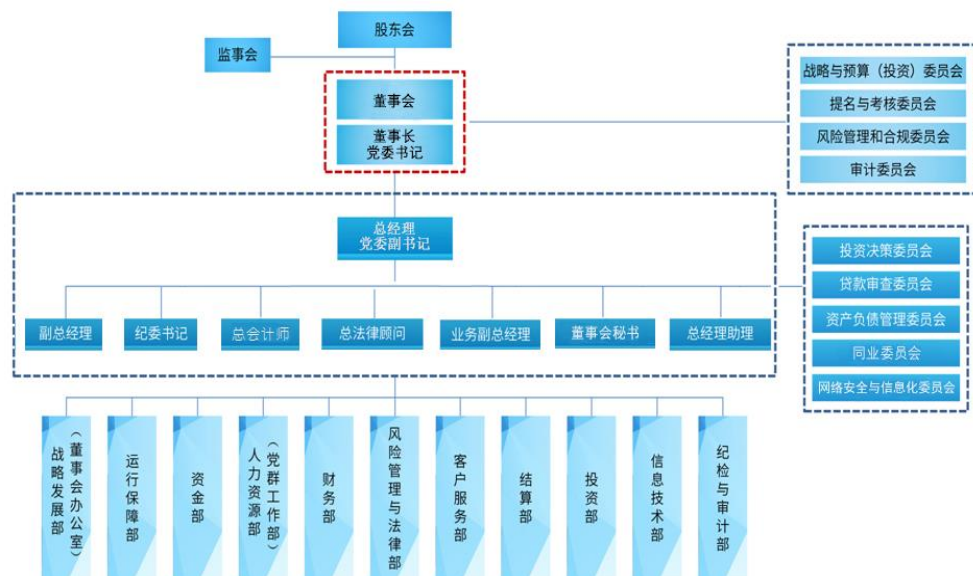 股东会
监事会
董事会
董事长
党委书记
战略与预算（投资）委员会
提名与考核委员会
风险管理和合规委员会
审计委员会
总经理
党委副书记
投资决策委员会
贷款审查委员会
资产负债管理委员会
同业委员会
网络安全与信息化委员会
副总经理
纪委书记
总会计师
总法律顾问
业务副总经理
董事会秘书
总经理助理
战略发展部
（董事会办公室）
运行保障部
资金部
人力资源部
（党群工作部）
财务部
风险管理与法律部
客户服务部
结算部
投资部
信息技术部
纪检与审计部